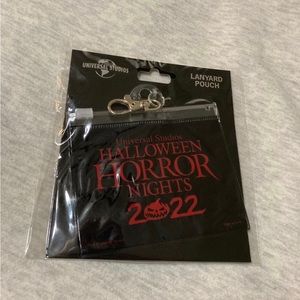 UNIVERSAL STUDIOS
LANYARD
POUCH
Universal Studios
HALLOWEEN
HORROR
NIGHTS
2022